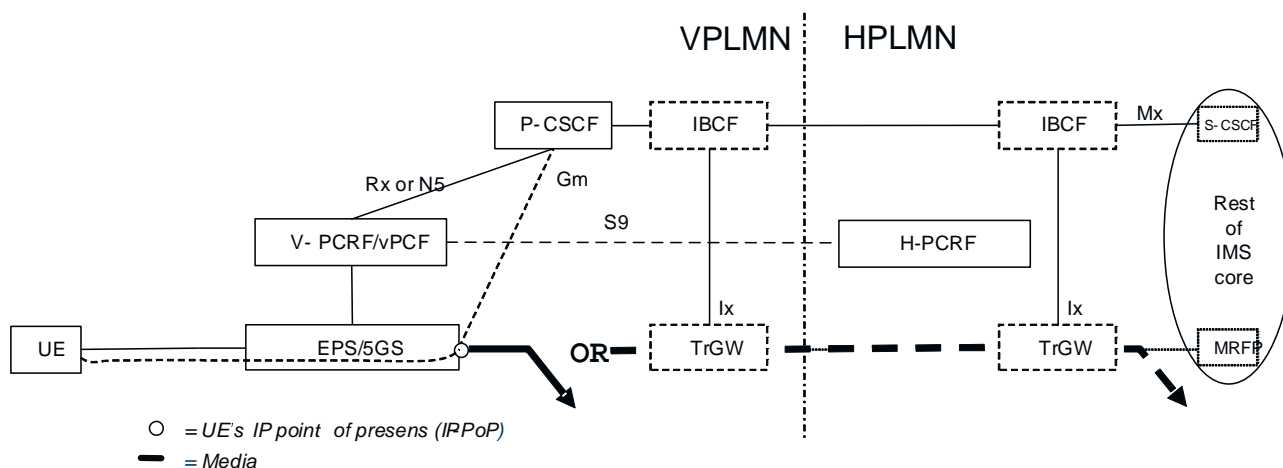 VPLMN
HPLMN
P-CSCF
IBCF
IBCF
Mx
S-CSCF
Rx or N5
Gm
V- PCRF/vPCF
S9
H-PCRF
Rest
of
IMS
core
Ix
Ix
UE
EPS/5GS
OR
TrGW
TrGW
MRFP
= UE's IP point of presens (IP-PoP)
= Media